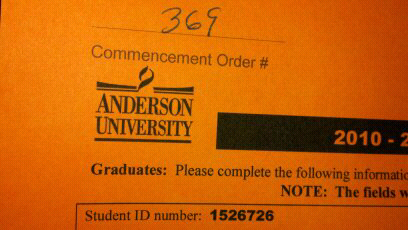 369
Commencement Order #
ANDERSON
UNIVERSITY
2010 - 2
Graduates: Please complete the following informatio
NOTE: The fields w
Student ID number: 1526726